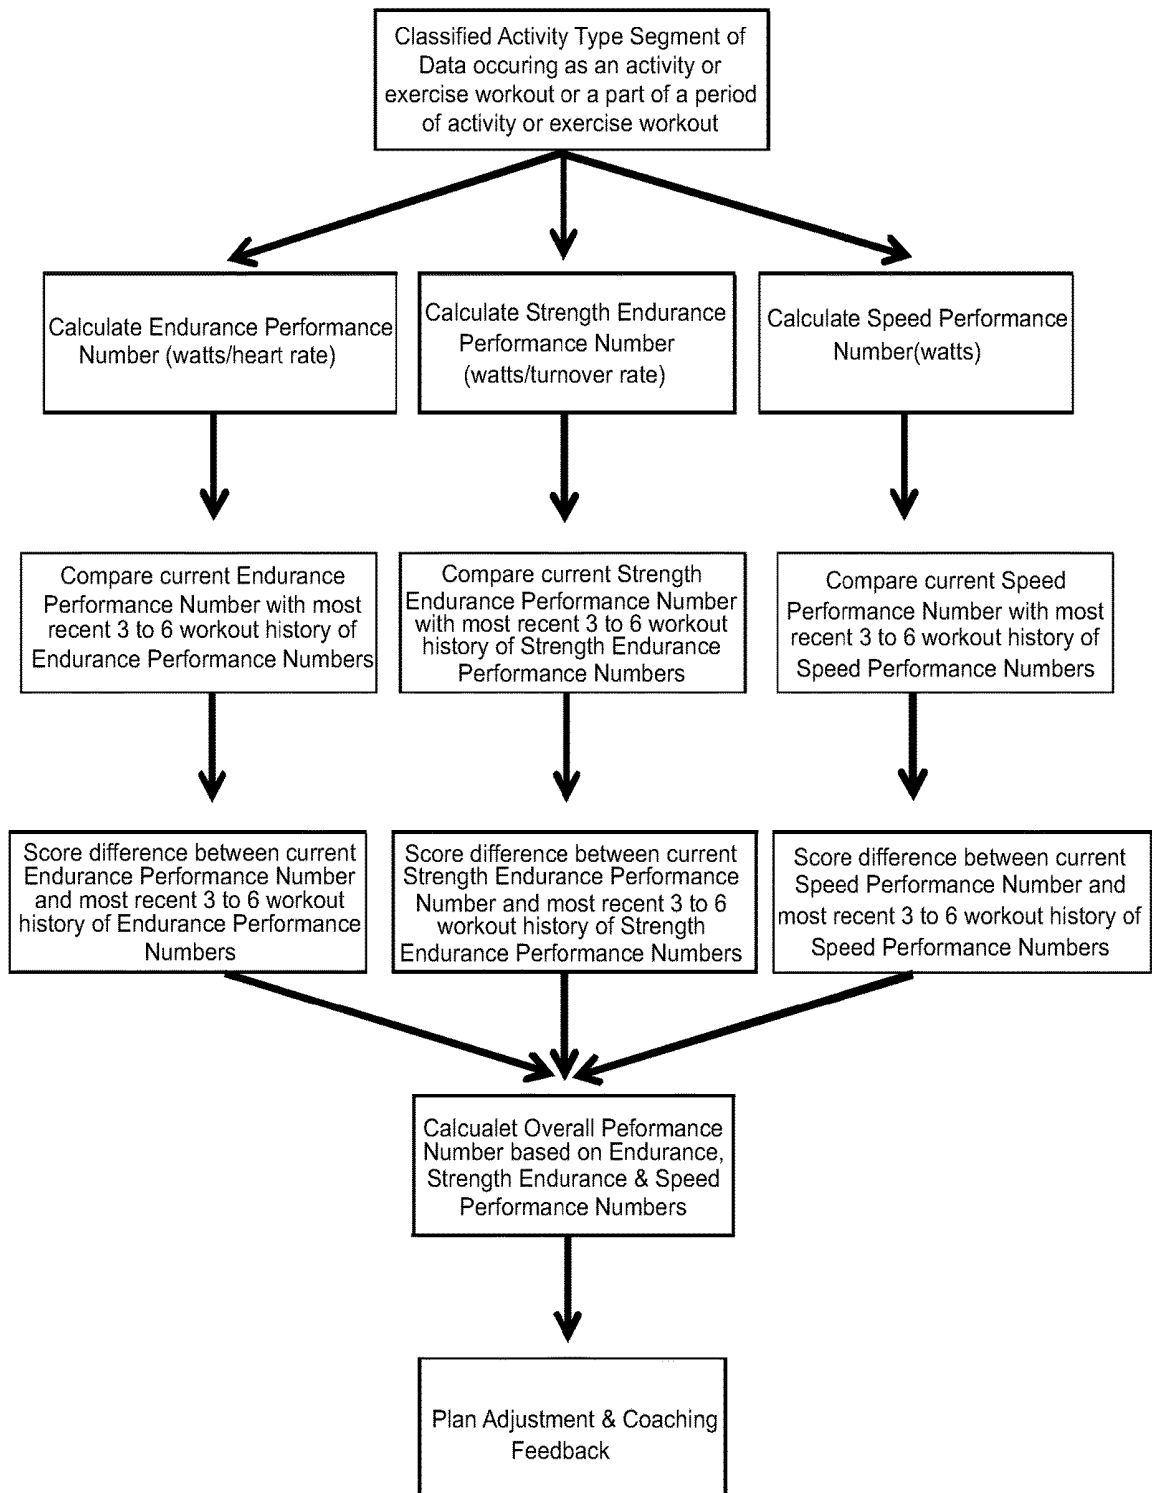 Classified Activity Type Segment of
Data occuring as an activity or
exercise workout or a part of a period
of activity or exercise workout
Calculate Endurance Performance
Number (watts/heart rate)
Calculate Strength Endurance
Performance Number
(watts/turnover rate)
Calculate Speed Performance
Number(watts)
Compare current Endurance
Performance Number with most
recent 3 to 6 workout history of
Endurance Performance Numbers
Compare current Strength
Endurance Performance Number
with most recent 3 to 6 workout
history of Strength Endurance
Performance Numbers
Compare current Speed
Performance Number with most
recent 3 to 6 workout history of
Speed Performance Numbers
Score difference between current
Endurance Performance Number
and most recent 3 to 6 workout
history of Endurance Performance
Numbers
Score difference between current
Strength Endurance Performance
Number and most recent 3 to 6
workout history of Strength
Endurance Performance Numbers
Score difference between current
Speed Performance Number and
most recent 3 to 6 workout history of
Speed Performance Numbers
Calcualet Overall Peformance
Number based on Endurance,
Strength Endurance & Speed
Performance Numbers
Plan Adjustment & Coaching
Feedback